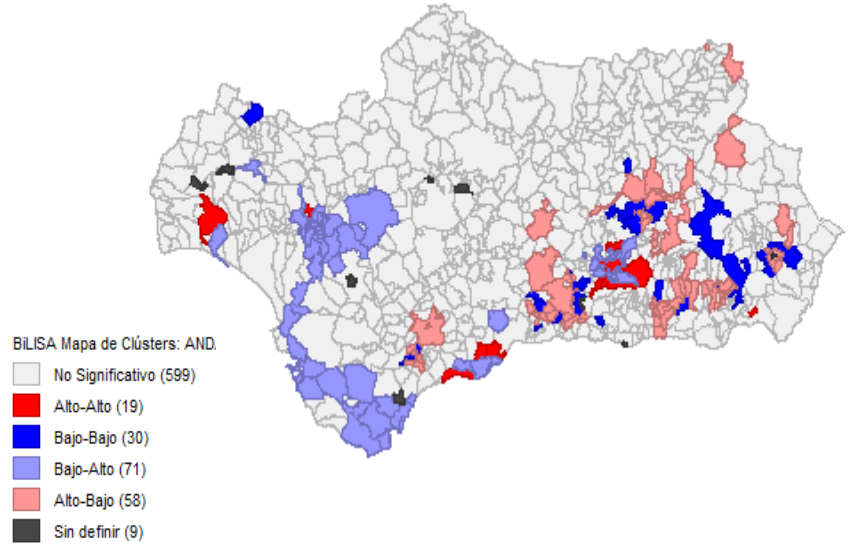 BiLISA Mapa de Clústers: AND.
No Significativo (599)
Alto-Alto (19)
Bajo-Bajo (30)
Bajo-Alto (71)
Alto-Bajo (58)
Sin definir (9)